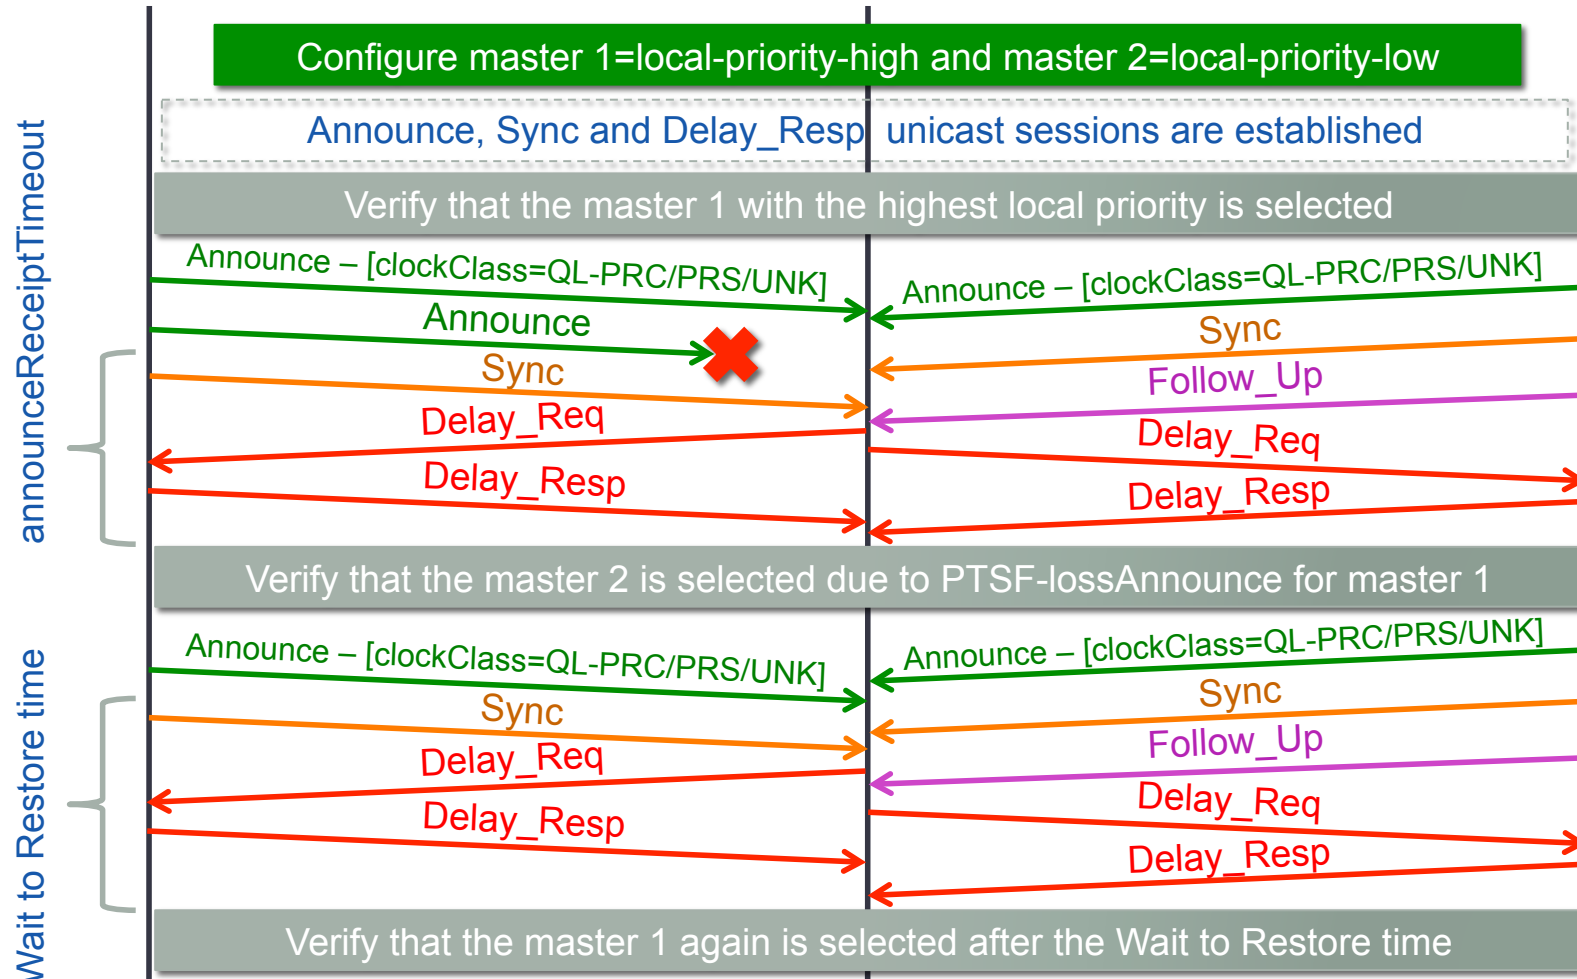 Configure master 1=local-priority-high and master 2=local-priority-low
Announce, Sync and Delay_Resp unicast sessions are established
announceReceiptTimeout
Verify that the master 1 with the highest local priority is selected
Announce – [clockClass=QL-PRC/PRS/UNK]
Announce – [clockClass=QL-PRC/PRS/UNK]
Announce
Sync
Sync
Follow_Up
Delay_Req
Delay_Req
Delay_Resp
Delay_Resp
Verify that the master 2 is selected due to PTSF-lossAnnounce for master 1
Wait to Restore time
Announce – [clockClass=QL-PRC/PRS/UNK]
Announce – [clockClass=QL-PRC/PRS/UNK]
Sync
Sync
Delay_Req
Follow_Up
Delay_Req
Delay_Resp
Delay_Resp
Verify that the master 1 again is selected after the Wait to Restore time